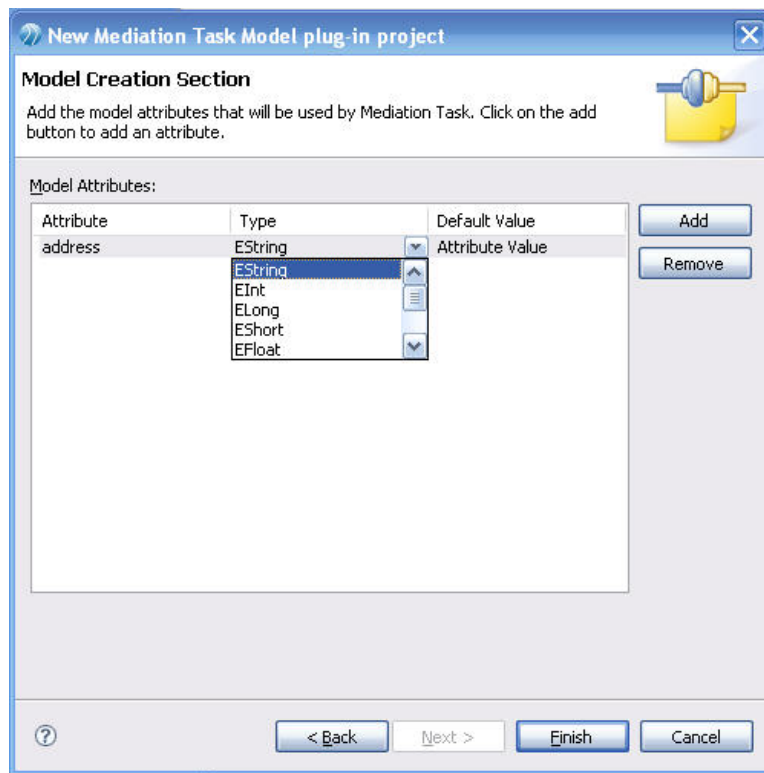 New Mediation Task Model plug-in project
Model Creation Section
Add the model attributes that will be used by Mediation Task. Click on the add
button to add an attribute.
Model Attributes:
Attribute Type Default Value Add
address EString Attribute Value
Remove
EString
EInt
ELong
EShort
EFloat
< Back Next > Finish Cancel